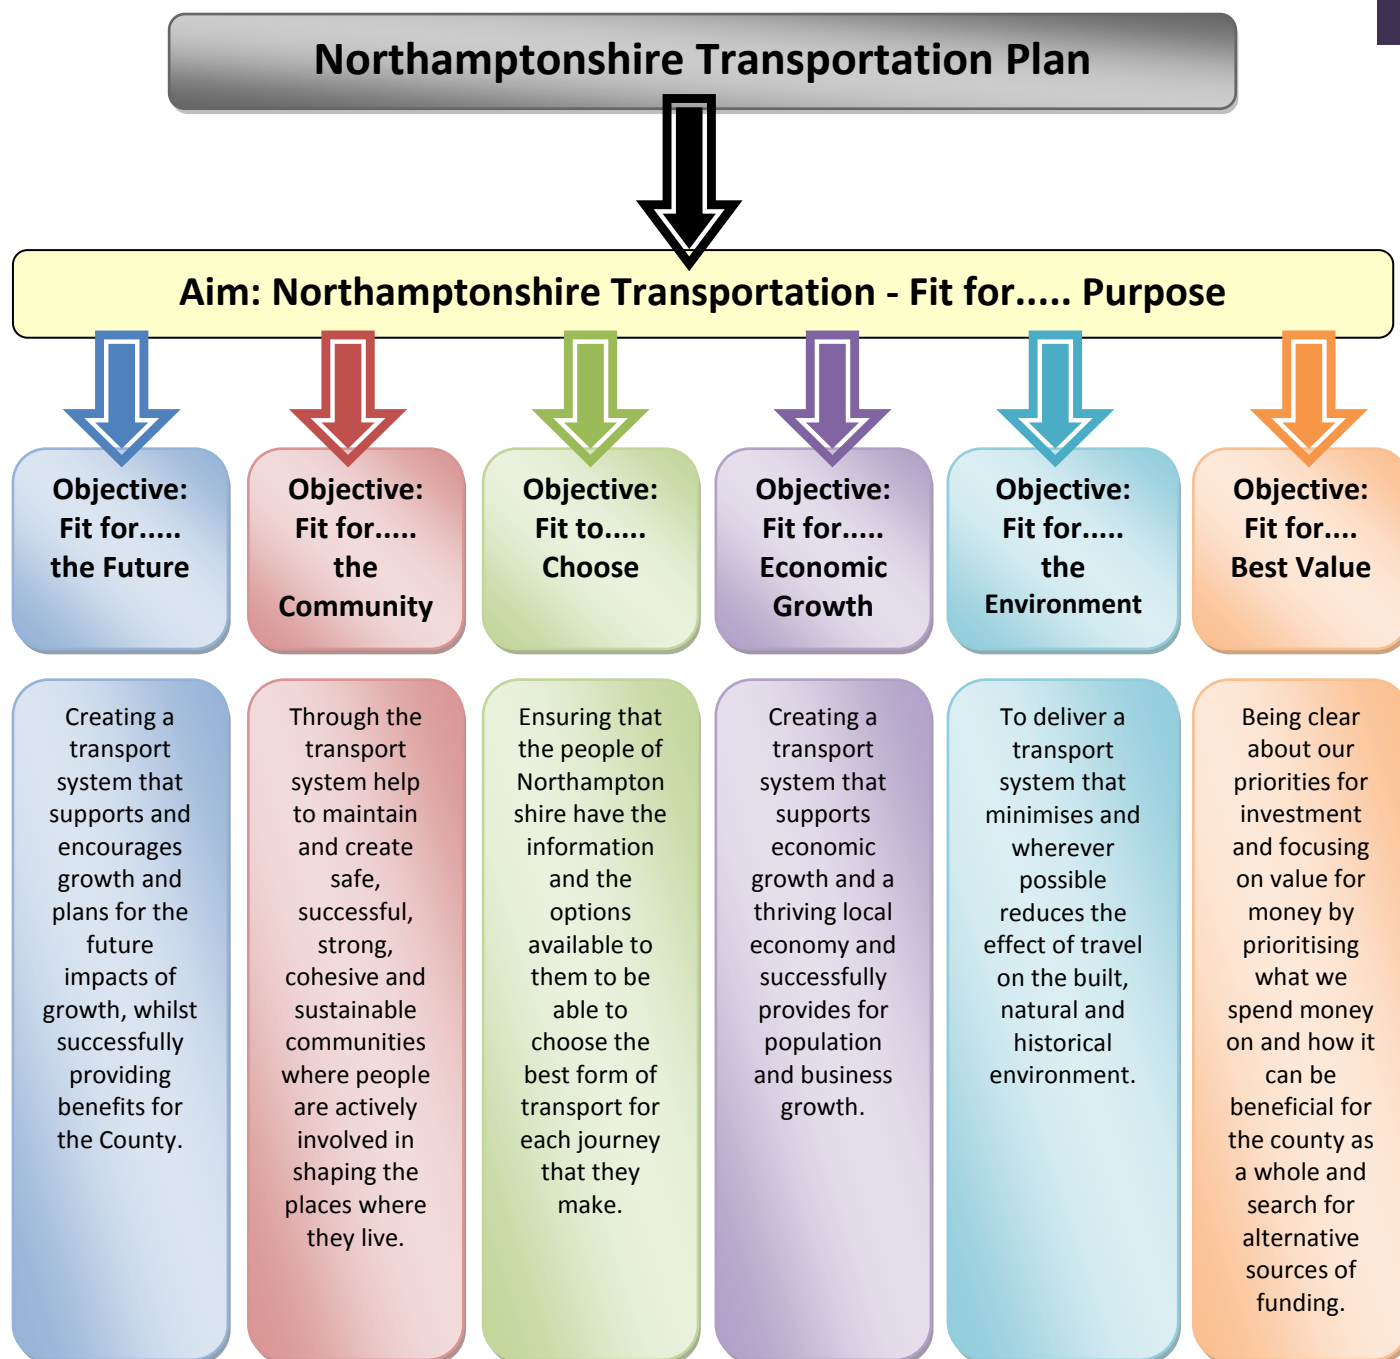 Northamptonshire Transportation Plan
Aim: Northamptonshire Transportation - Fit for..... Purpose
Objective:
Fit for.....
the Future
Objective:
Fit for.....
the
Community
Objective:
Fit to.....
Choose
Objective:
Fit for.....
Economic
Growth
Objective:
Fit for.....
the
Environment
Objective:
Fit for....
Best Value
Creating a
transport
system that
supports and
encourages
growth and
plans for the
future
impacts of
growth, whilst
successfully
providing
benefits for
the County.
Through the
transport
system help
to maintain
and create
safe,
successful,
strong,
cohesive and
sustainable
communities
where people
are actively
involved in
shaping the
places where
they live.
Ensuring that
the people of
Northampton
shire have the
information
and the
options
available to
them to be
able to
choose the
best form of
transport for
each journey
that they
make.
Creating a
transport
system that
supports
economic
growth and a
thriving local
economy and
successfully
provides for
population
and business
growth.
To deliver a
transport
system that
minimises and
wherever
possible
reduces the
effect of travel
on the built,
natural and
historical
environment.
Being clear
about our
priorities for
investment
and focusing
on value for
money by
prioritising
what we
spend money
on and how it
can be
beneficial for
the county as
a whole and
search for
alternative
sources of
funding.